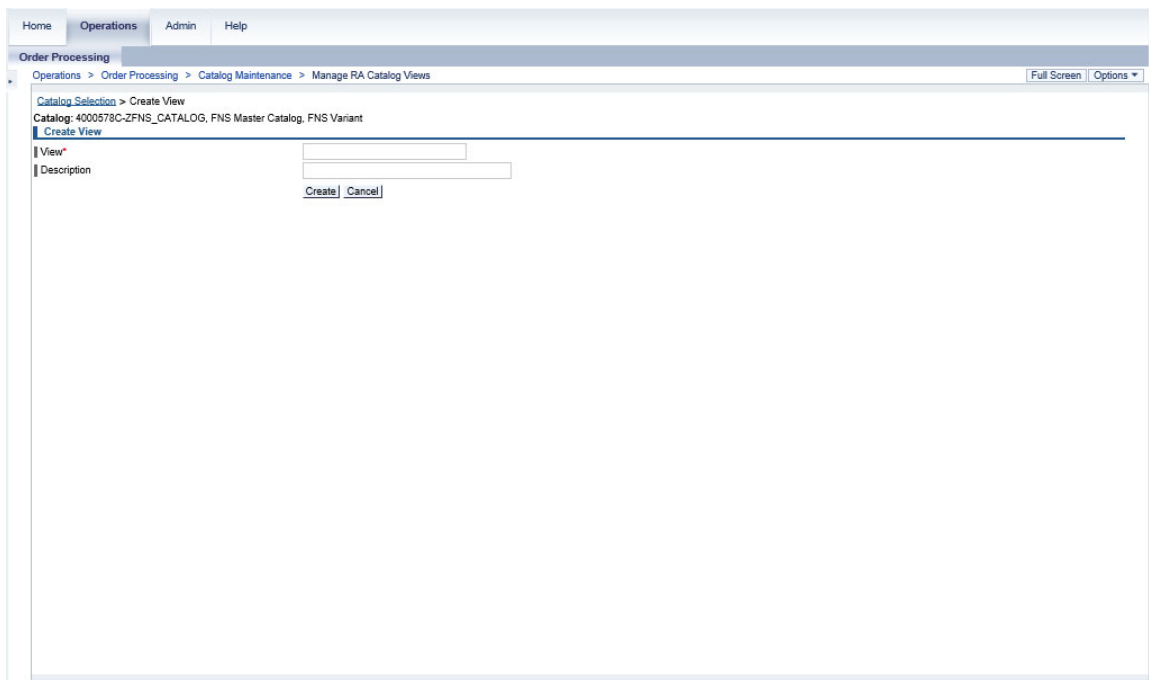 Home Operations Admin Help
Order Processing
Operations > Order Processing > Catalog Maintenance > Manage RA Catalog Views Full Screen Options
Catalog Selection > Create View
Catalog: 4000578C-ZFNS_CATALOG, FNS Master Catalog, FNS Variant
Create View
View*
Description
Create Cancel